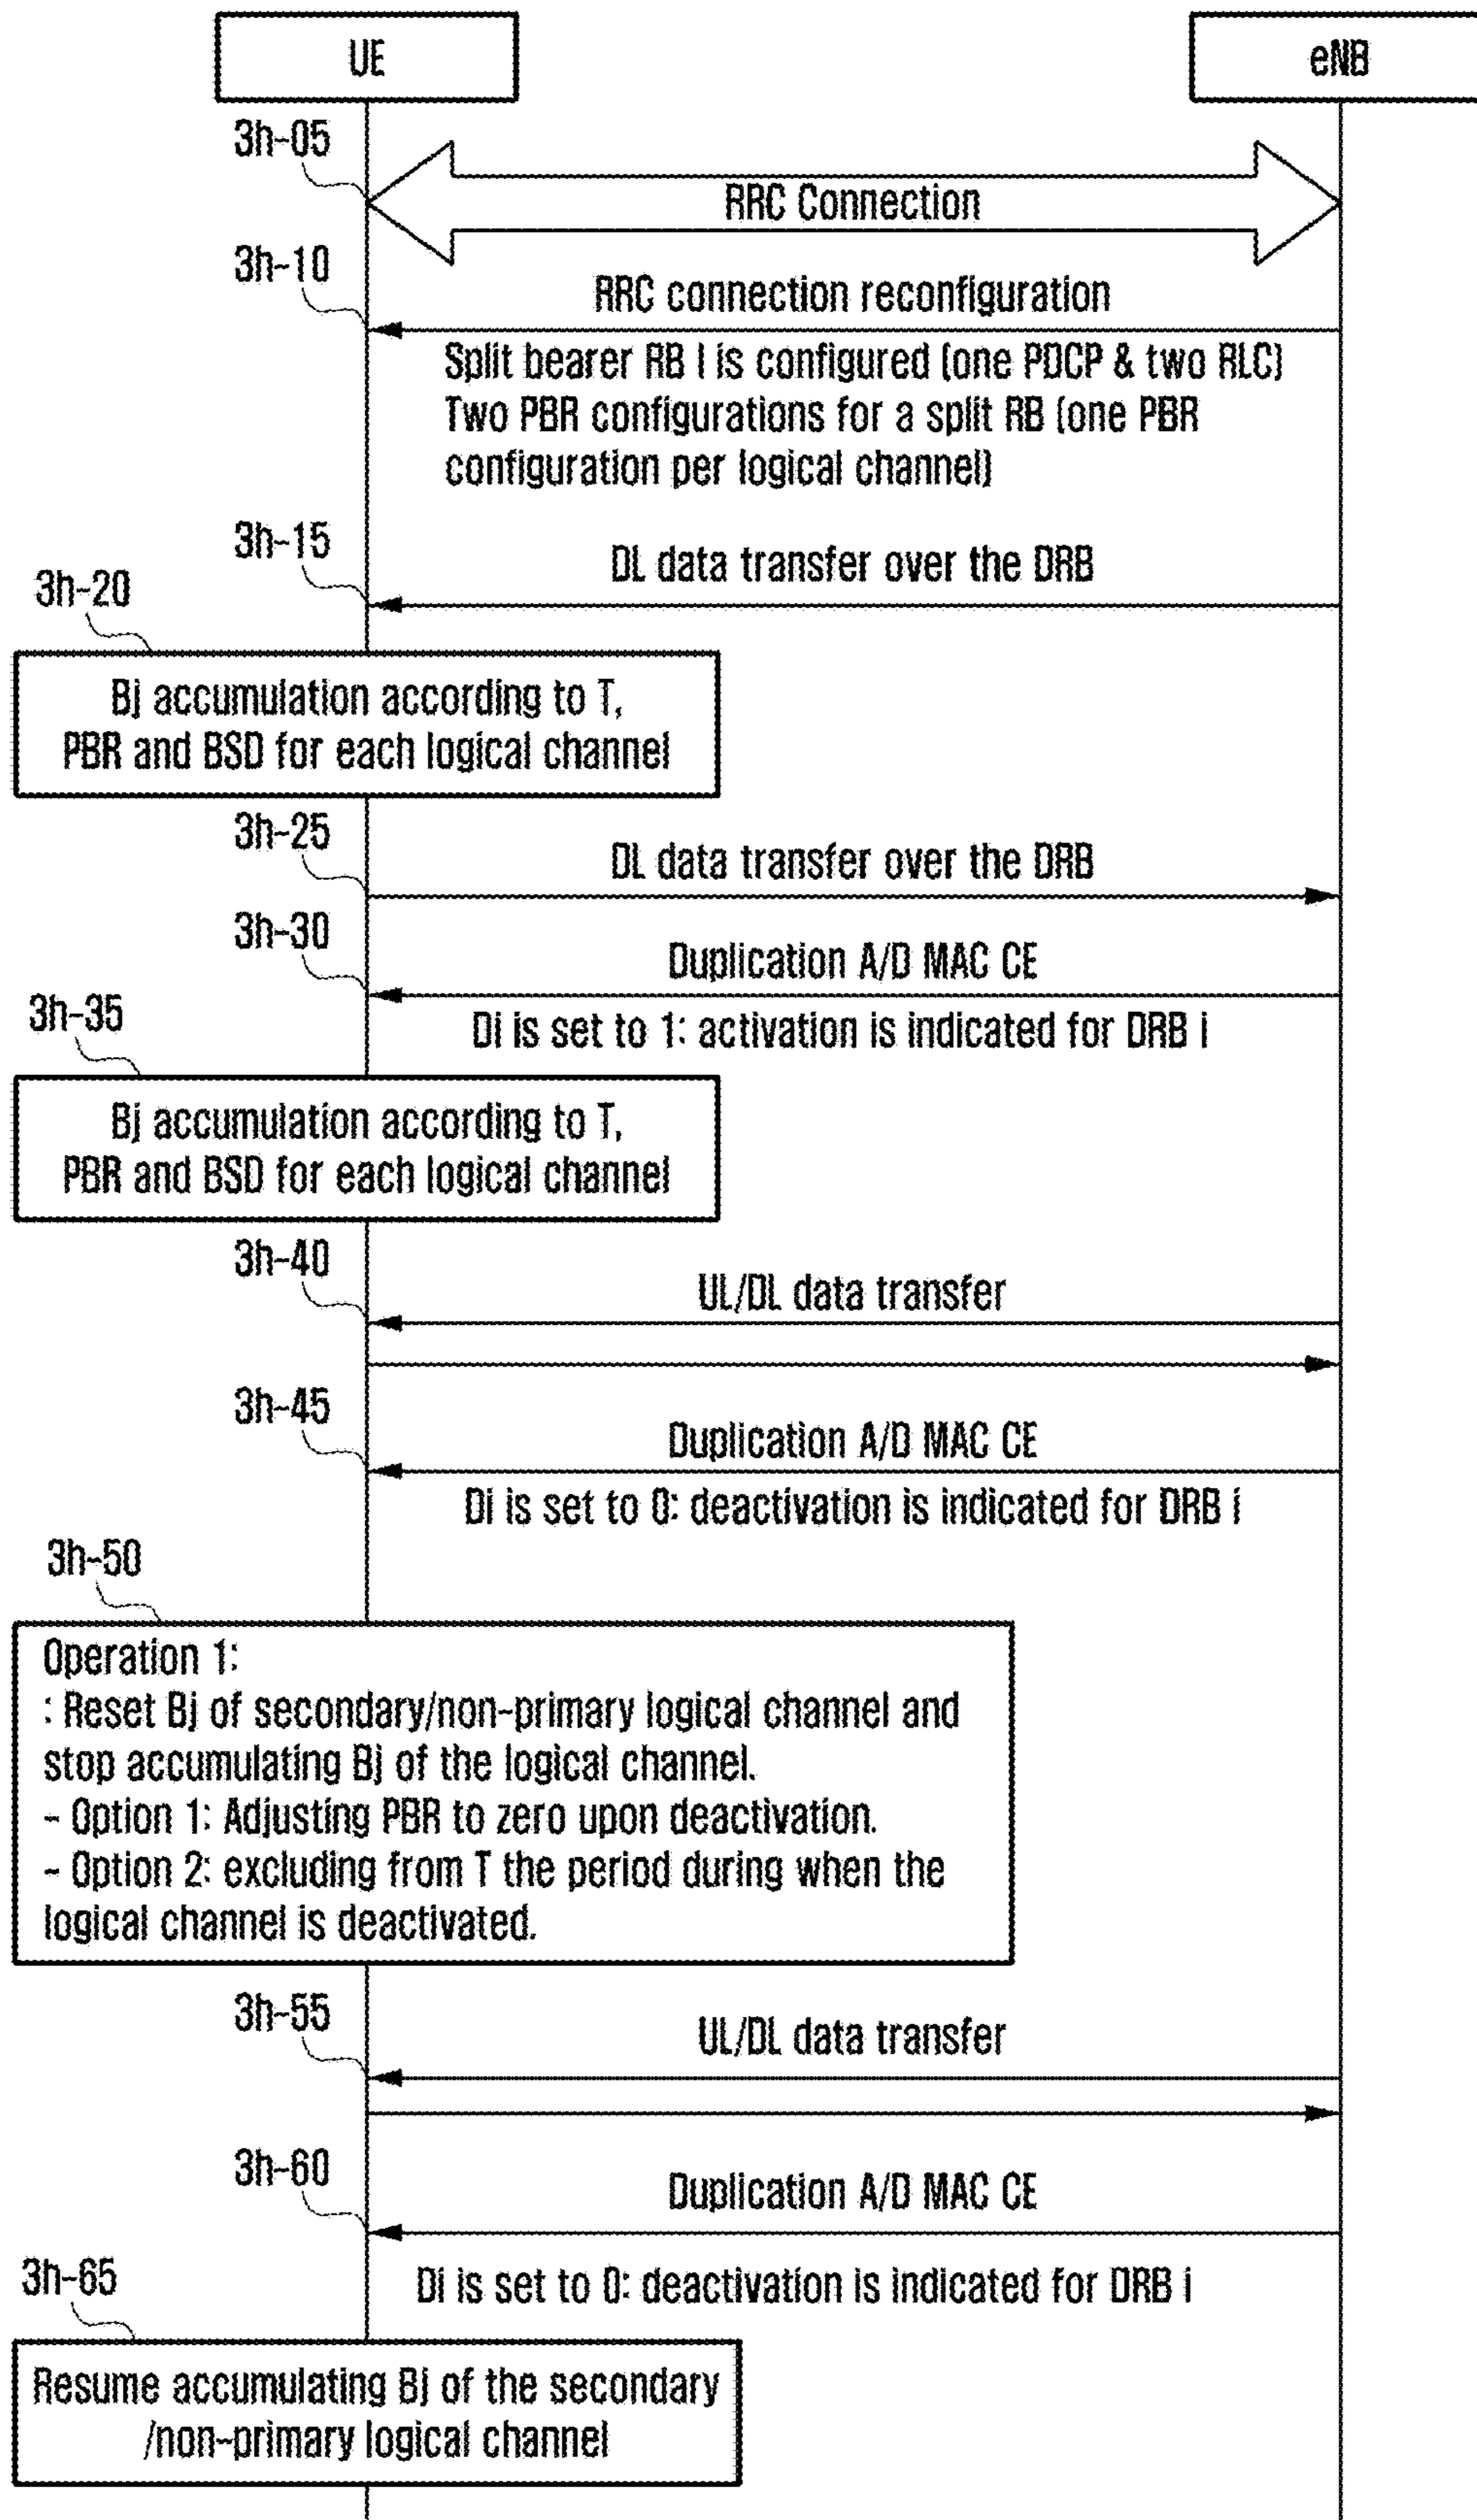 UE
eNB
3h-05
RRC Connection
3h-10
RRC connection reconfiguration
Split bearer RB i is configured (one PDCP & two RLC)
Two PBR configurations for a split RB (one PBR
configuration per logical channel)
3h-15
DL data transfer over the DRB
3h-20
Bj accumulation according to T,
PBR and BSD for each logical channel
3h-25
DL data transfer over the DRB
3h-30
Duplication A/D MAC CE
Di is set to 1: activation is indicated for DRB i
3h-35
Bj accumulation according to T,
PBR and BSD for each logical channel
3h-40
UL/DL data transfer
3h-45
Duplication A/D MAC CE
Di is set to 0: deactivation is indicated for DRB i
3h-50
Operation 1:
: Reset Bj of secondary/non-primary logical channel and
stop accumulating Bj of the logical channel.
- Option 1: Adjusting PBR to zero upon deactivation.
- Option 2: excluding from T the period during when the
logical channel is deactivated.
3h-55
UL/DL data transfer
3h-60
Duplication A/D MAC CE
Di is set to 0: deactivation is indicated for DRB i
3h-65
Resume accumulating Bj of the secondary
/non-primary logical channel